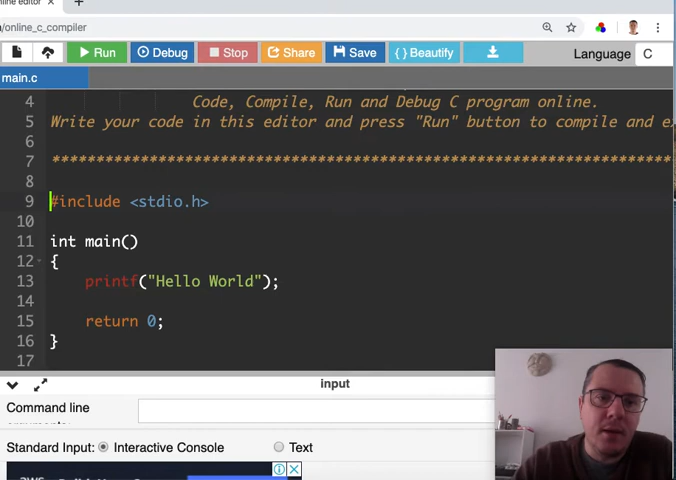 nline editor ×
+
/online_c_compiler
Run Debug Stop Share Save { } Beautify Language C
main.c
4 Code, Compile, Run and Debug C program online.
5 Write your code in this editor and press "Run" button to compile and e
6
7 *******************************************************************************
8
9 #include <stdio.h>
10
11 int main()
12 {
13 printf("Hello World");
14
15 return 0;
16 }
17
input
Command line
Standard Input: Interactive Console Text